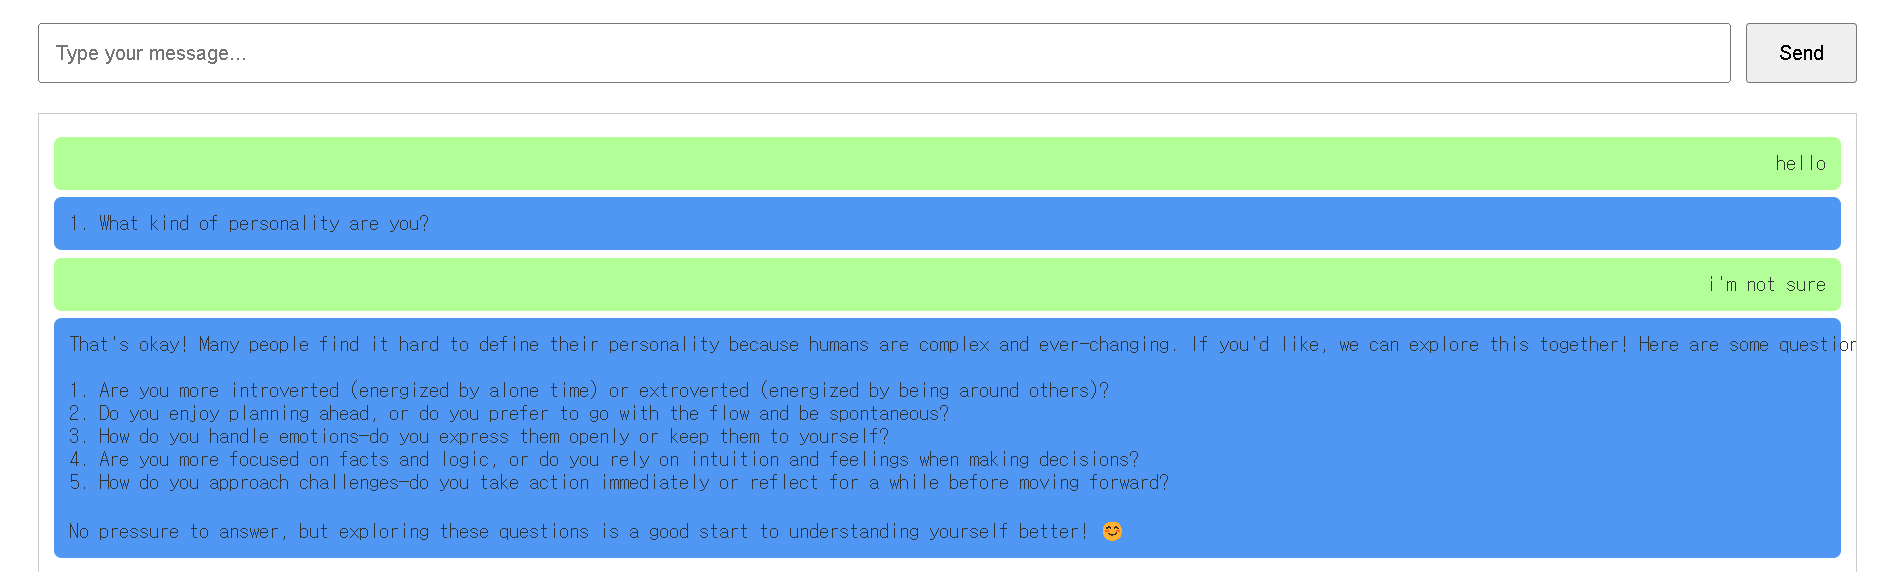 Type your message...
Send
hello
1. What kind of personality are you?
i'm not sure
That's okay! Many people find it hard to define their personality because humans are complex and ever-changing. If you'd like, we can explore this together! Here are some question
1. Are you more introverted (energized by alone time) or extroverted (energized by being around others)?
2. Do you enjoy planning ahead, or do you prefer to go with the flow and be spontaneous?
3. How do you handle emotions—do you express them openly or keep them to yourself?
4. Are you more focused on facts and logic, or do you rely on intuition and feelings when making decisions?
5. How do you approach challenges—do you take action immediately or reflect for a while before moving forward?
No pressure to answer, but exploring these questions is a good start to understanding yourself better! 😊